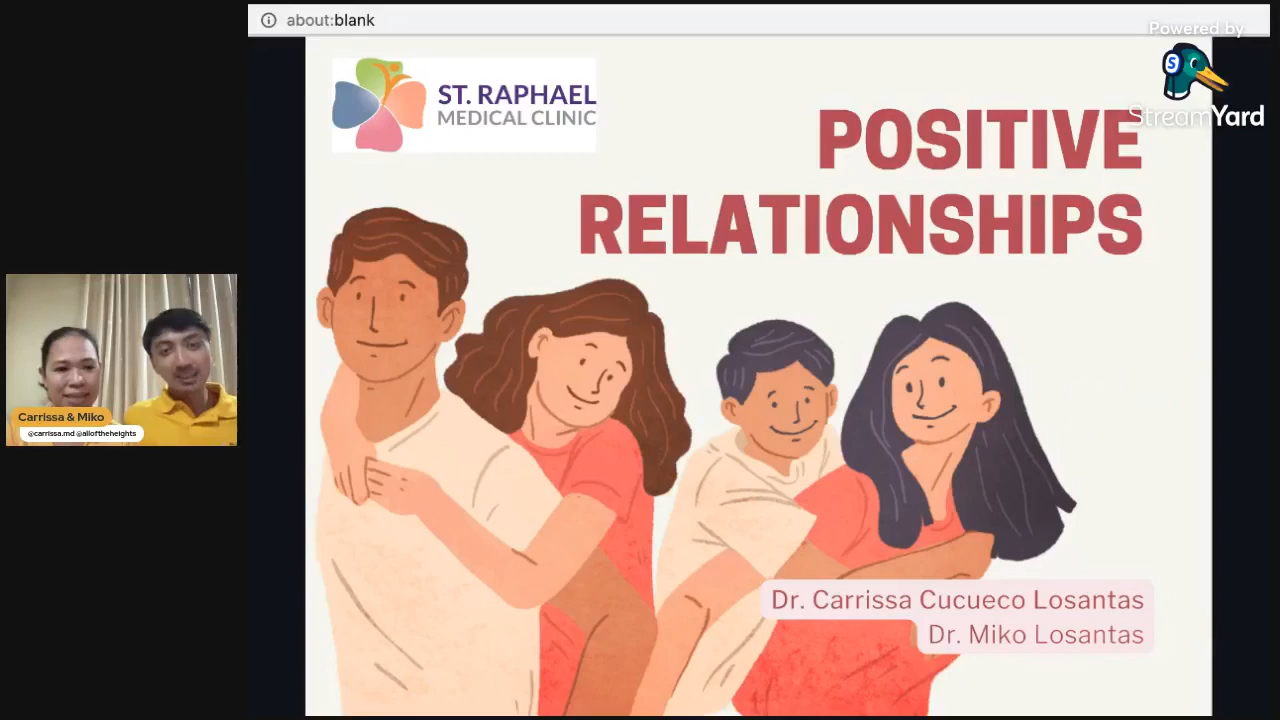 about:blank
Powered by
StreamYard
ST. RAPHAEL
MEDICAL CLINIC
POSITIVE
RELATIONSHIPS
Carrissa & Miko
@carrissa.md @alloftheheights
Dr. Carrissa Cucueco Losantas
Dr. Miko Losantas